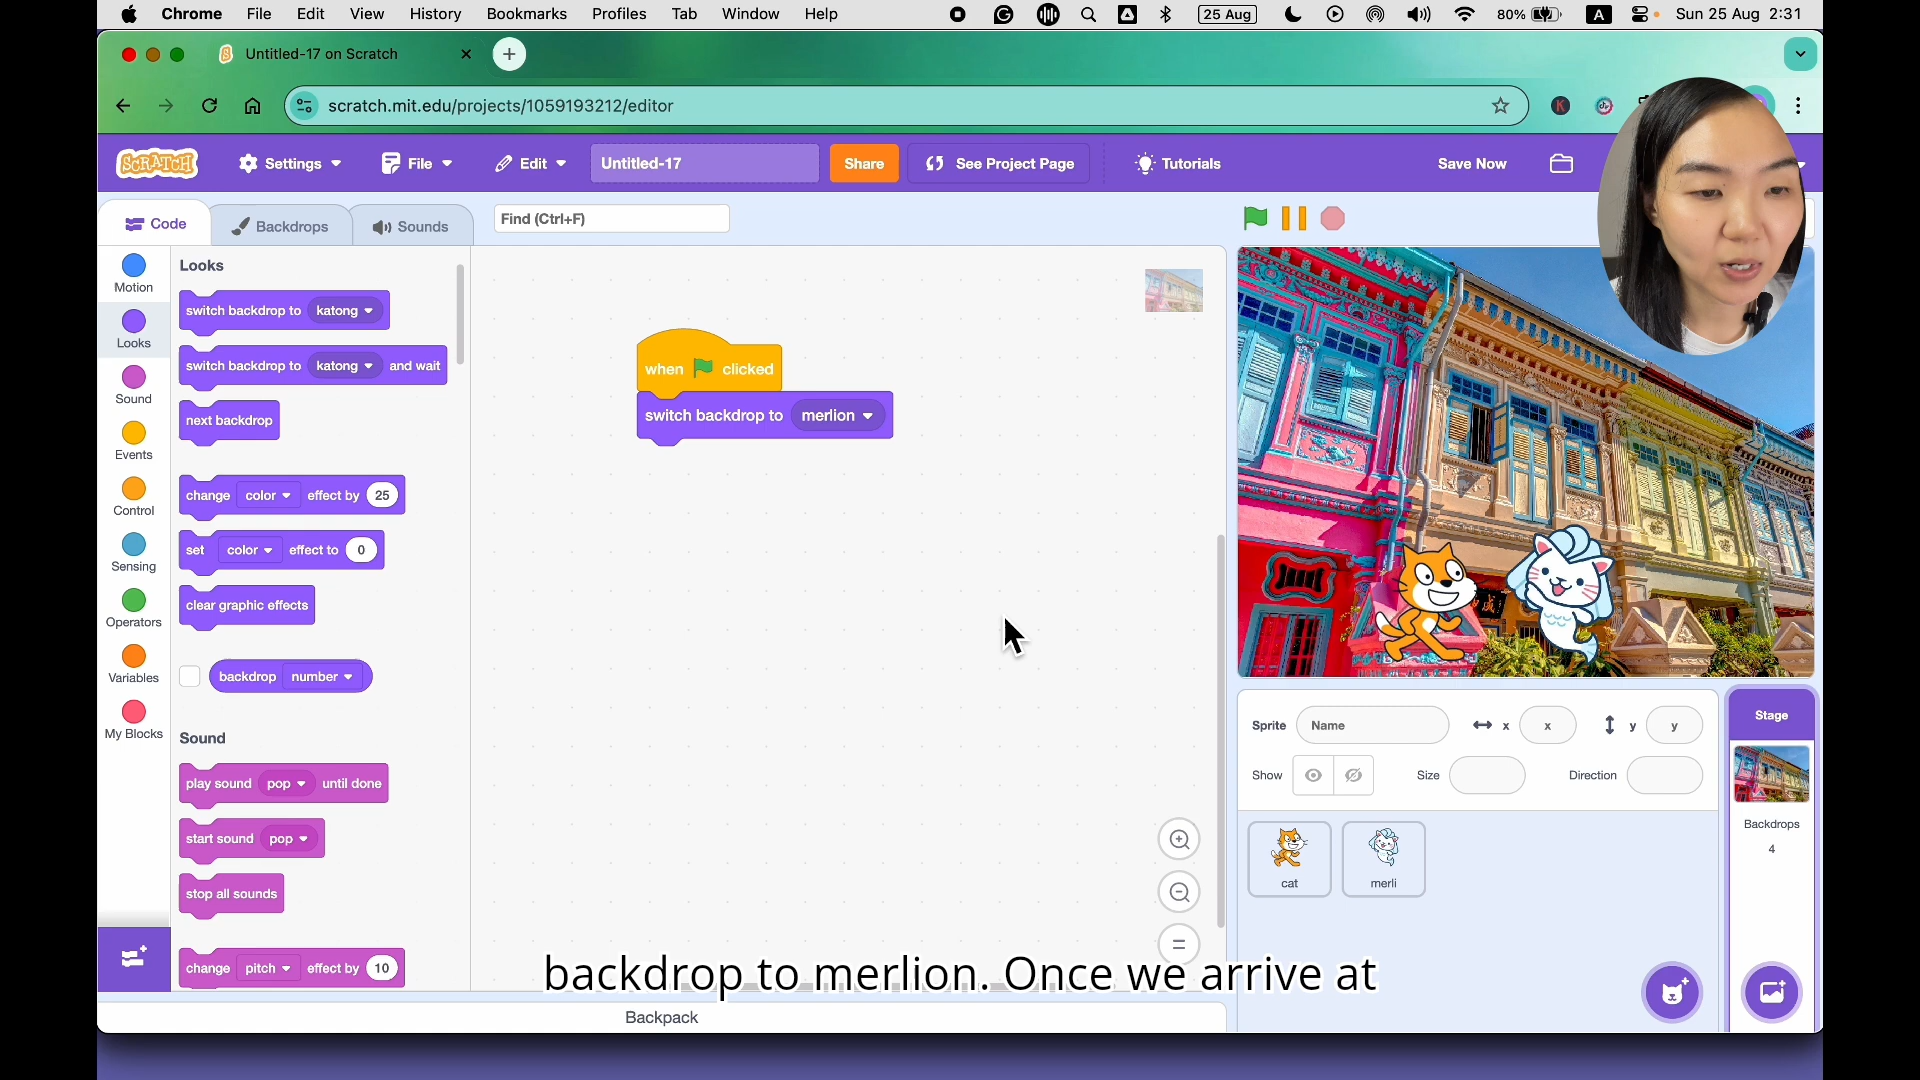 Chrome File Edit View History Bookmarks Profiles Tab Window Help 25 Aug 80% A Sun 25 Aug 2:31
Untitled-17 on Scratch
scratch.mit.edu/projects/1059193212/editor
SCRATCH Settings File Edit Untitled-17 Share See Project Page Tutorials Save Now
Code Backdrops Sounds Find (Ctrl+F)
Motion
Looks
Sound
Events
Control
Sensing
Operators
Variables
My Blocks
Looks
switch backdrop to katong
switch backdrop to katong and wait
next backdrop
change color effect by 25
set color effect to 0
clear graphic effects
backdrop number
Sound
play sound pop until done
start sound pop
stop all sounds
change pitch effect by 10
when clicked
switch backdrop to merlion
Sprite Name x x y y
Show Size Direction
cat merli
Stage
Backdrops
4
backdrop to merlion. Once we arrive at
Backpack